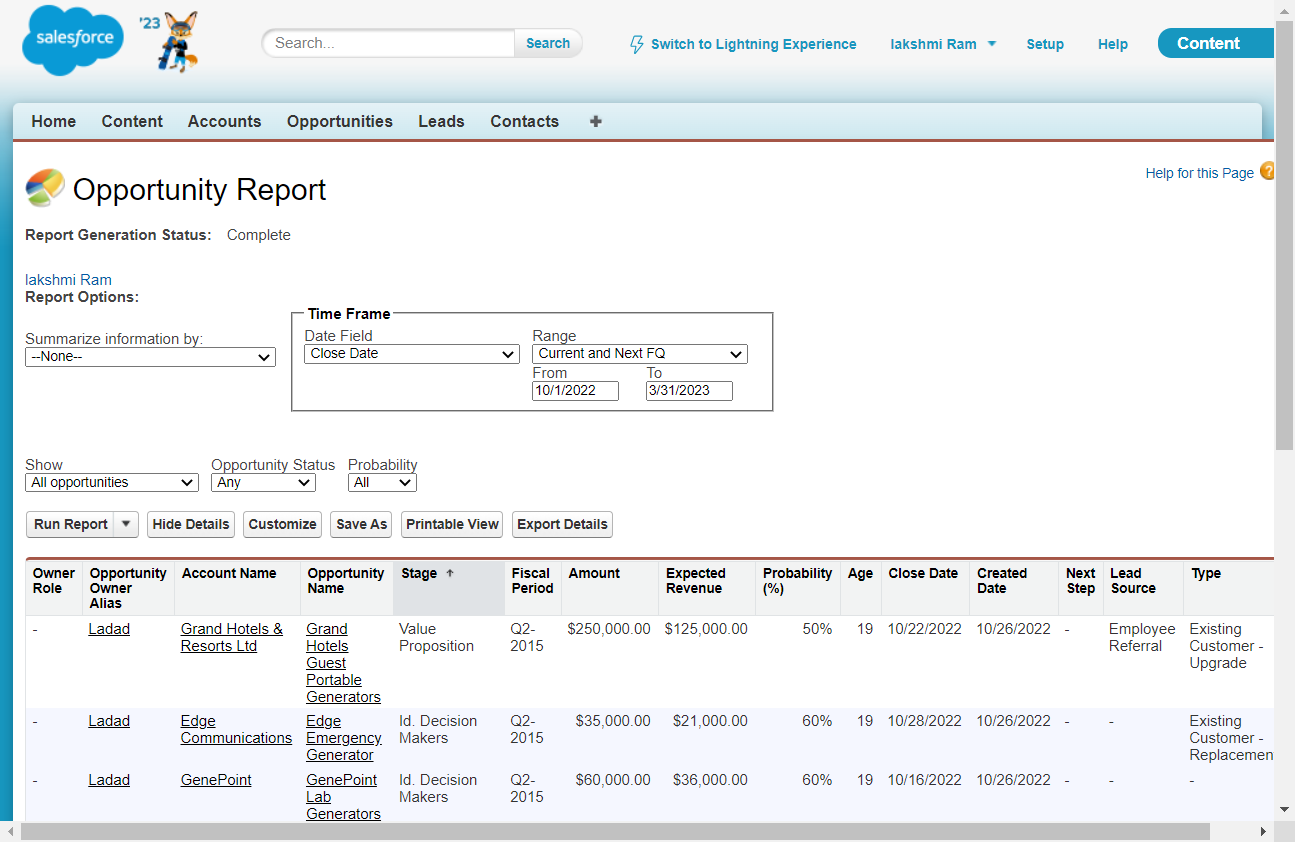 salesforce
'23
Search...
Search
Switch to Lightning Experience
lakshmi Ram
Setup
Help
Content
Home
Content
Accounts
Opportunities
Leads
Contacts
+
Opportunity Report
Help for this Page
?
Report Generation Status: Complete
lakshmi Ram
Report Options:
Summarize information by:
--None--
Time Frame
Date Field
Close Date
Range
Current and Next FQ
From
To
10/1/2022
3/31/2023
Show
Opportunity Status
Probability
All opportunities
Any
All
Run Report
Hide Details
Customize
Save As
Printable View
Export Details
Owner
Role
Opportunity
Owner
Alias
Account Name
Opportunity
Name
Stage
Fiscal
Period
Amount
Expected
Revenue
Probability
(%)
Age
Close Date
Created
Date
Next
Step
Lead
Source
Type
-
Ladad
Grand Hotels &
Resorts Ltd
Grand
Hotels
Guest
Portable
Generators
Value
Proposition
Q2-
2015
$250,000.00
$125,000.00
50%
19
10/22/2022
10/26/2022
-
Employee
Referral
Existing
Customer -
Upgrade
-
Ladad
Edge
Communications
Edge
Emergency
Generator
Id. Decision
Makers
Q2-
2015
$35,000.00
$21,000.00
60%
19
10/28/2022
10/26/2022
-
-
Existing
Customer -
Replacemen
-
Ladad
GenePoint
GenePoint
Lab
Generators
Id. Decision
Makers
Q2-
2015
$60,000.00
$36,000.00
60%
19
10/16/2022
10/26/2022
-
-
-